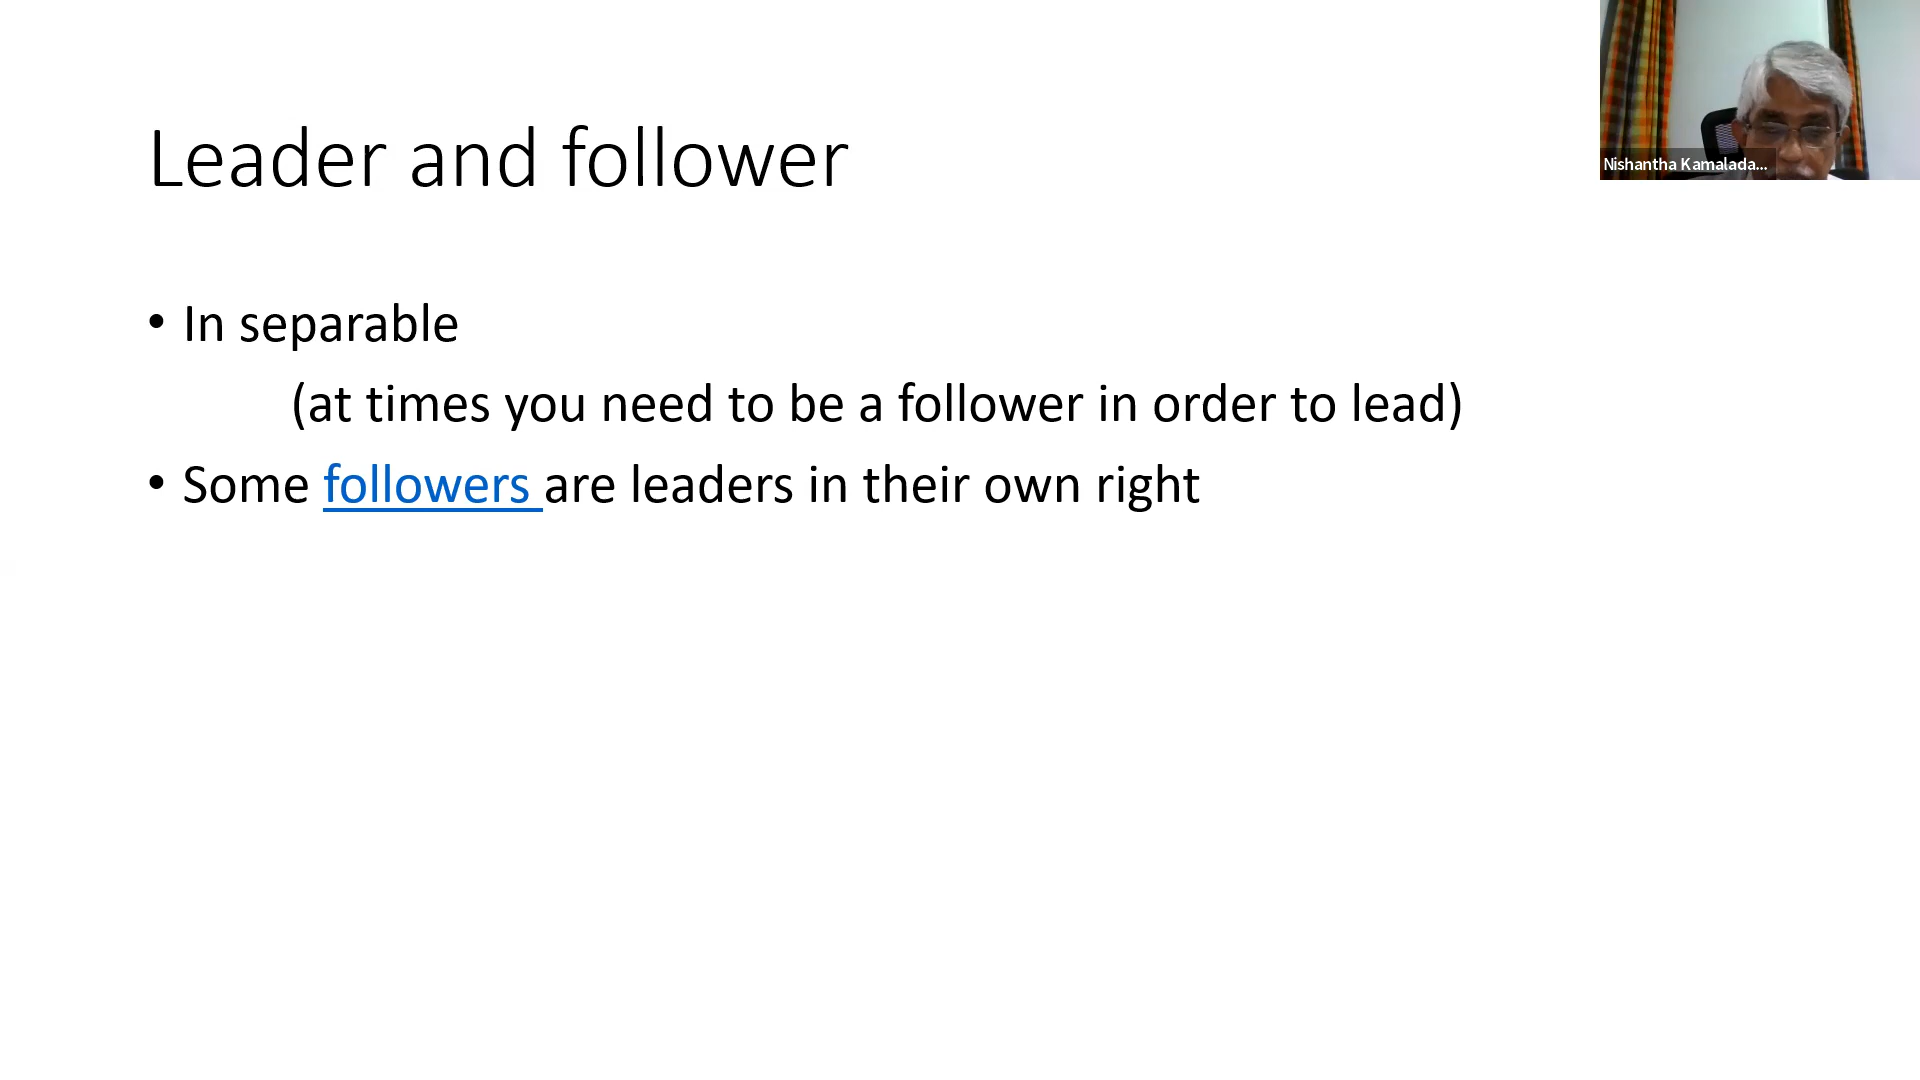 Leader and follower
Nishantha Kamalada...
• In separable
(at times you need to be a follower in order to lead)
• Some followers are leaders in their own right